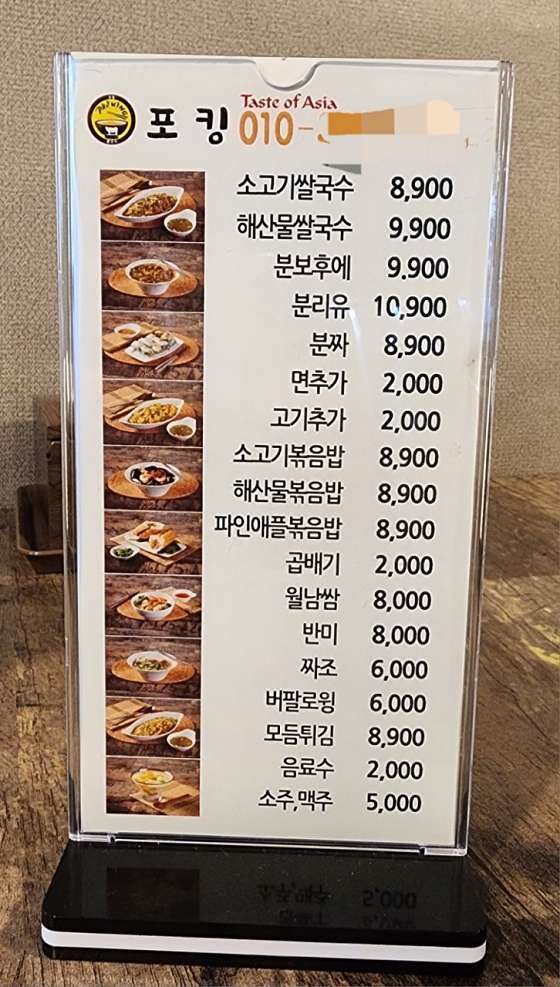 Taste of Asia
포 킹 010-
소고기쌀국수 8,900
해산물쌀국수 9,900
분보후에 9.900
분리유 10,900
분짜 8,900
면추가 2,000
고기추가 2,000
소고기볶음밥 8,900
해산물볶음밥 8,900
파인애플볶음밥 8,900
곱배기 2,000
월남쌈 8,000
반미 8,000
짜조 6,000
버팔로윙 6,000
모듬튀김 8,900
음료수 2,000
소주,맥주 5,000